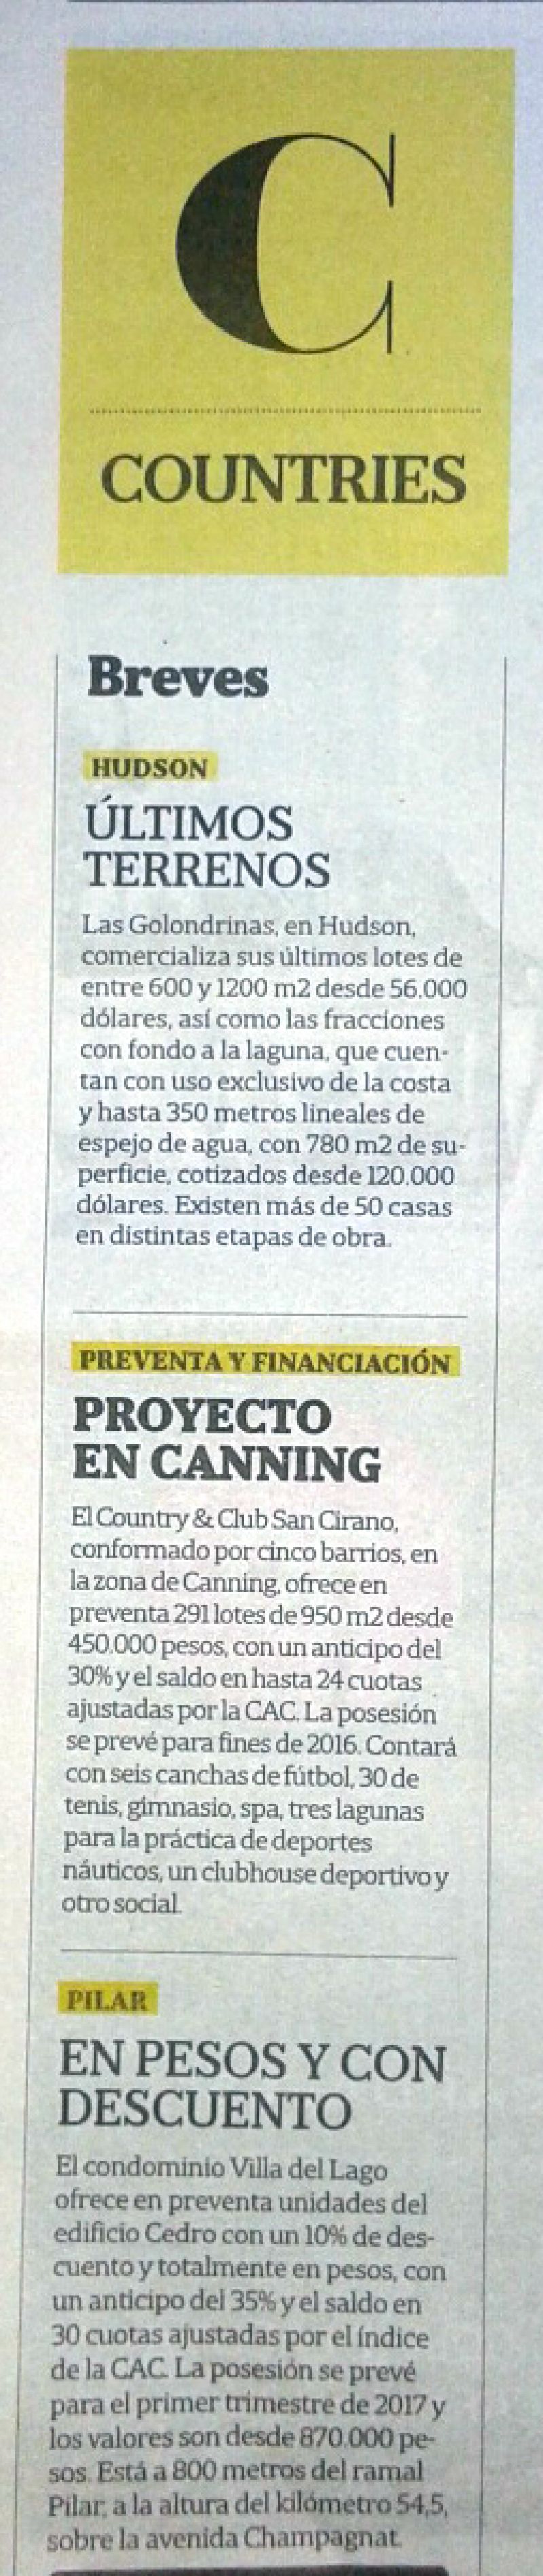 C
COUNTRIES
Breves
HUDSON
ÚLTIMOS
TERRENOS
Las Golondrinas, en Hudson,
comercializa sus últimos lotes de
entre 600 y 1200 m2 desde 56.000
dólares, así como las fracciones
con fondo a la laguna, que cuen-
tan con uso exclusivo de la costa
y hasta 350 metros lineales de
espejo de agua, con 780 m2 de su-
perficie, cotizados desde 120.000
dólares. Existen más de 50 casas
en distintas etapas de obra.
PREVENTA Y FINANCIACIÓN
PROYECTO
EN CANNING
El Country & Club San Cirano,
conformado por cinco barrios, en
la zona de Canning, ofrece en
preventa 291 lotes de 950 m2 desde
450.000 pesos, con un anticipo del
30% y el saldo en hasta 24 cuotas
ajustadas por la CAC. La posesión
se prevé para fines de 2016. Contará
con seis canchas de fútbol, 30 de
tenis, gimnasio, spa, tres lagunas
para la práctica de deportes
náuticos, un clubhouse deportivo y
otro social.
PILAR
EN PESOS Y CON
DESCUENTO
El condominio Villa del Lago
ofrece en preventa unidades del
edificio Cedro con un 10% de des-
cuento y totalmente en pesos, con
un anticipo del 35% y el saldo en
30 cuotas ajustadas por el índice
de la CAC. La posesión se prevé
para el primer trimestre de 2017 y
los valores son desde 870.000 pe-
sos. Está a 800 metros del ramal
Pilar, a la altura del kilómetro 54,5,
sobre la avenida Champagnat.